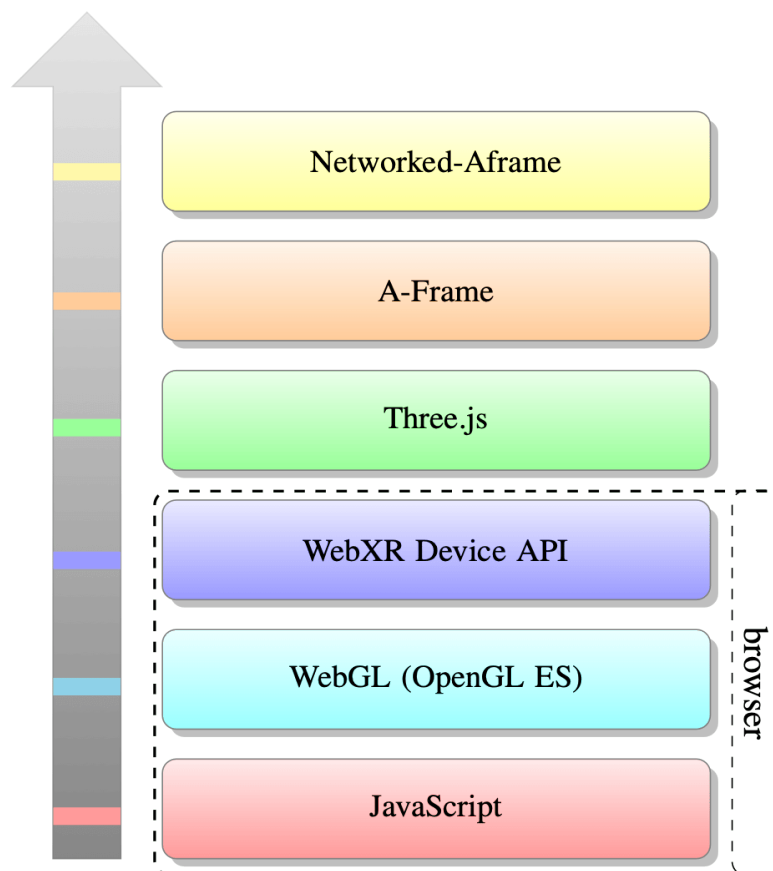 Networked-Aframe
A-Frame
Three.js
WebXR Device API
WebGL (OpenGL ES)
JavaScript
browser